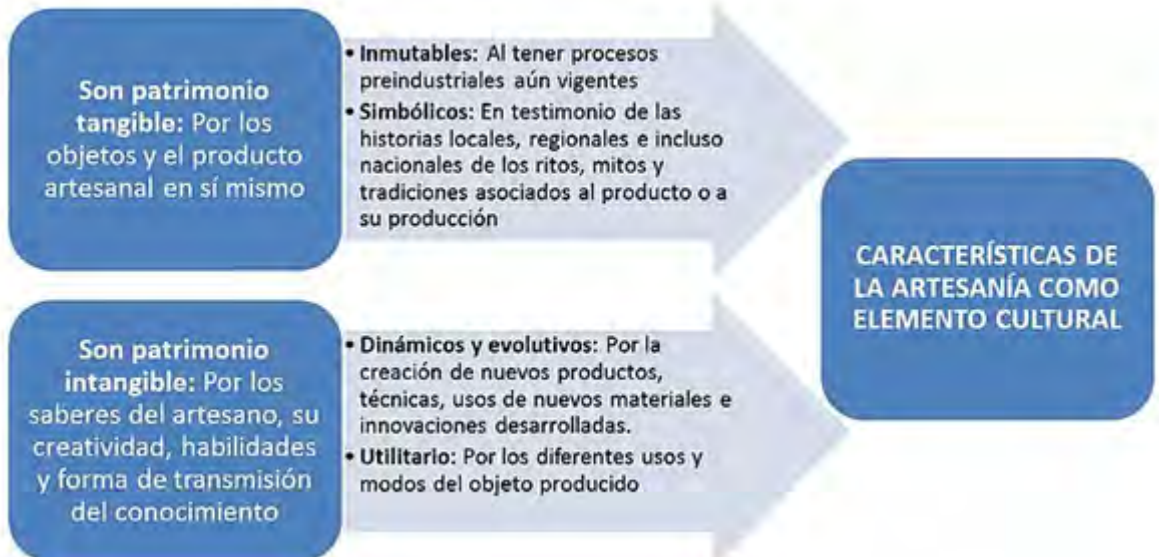 Son patrimonio
tangible: Por los
objetos y el producto
artesanal en sí mismo
• Inmutables: Al tener procesos
preindustriales aún vigentes
• Simbólicos: En testimonio de las
historias locales, regionales e incluso
nacionales de los ritos, mitos y
tradiciones asociados al producto o a
su producción
Son patrimonio
intangible: Por los
saberes del artesano, su
creatividad, habilidades
y forma de transmisión
del conocimiento
• Dinámicos y evolutivos: Por la
creación de nuevos productos,
técnicas, usos de nuevos materiales e
innovaciones desarrolladas.
• Utilitario: Por los diferentes usos y
modos del objeto producido
CARACTERÍSTICAS DE
LA ARTESANÍA COMO
ELEMENTO CULTURAL